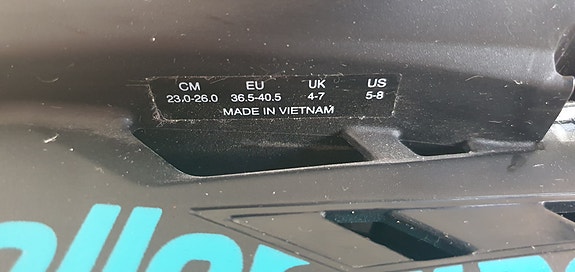 CM EU UK US
23.0-26.0 36.5-40.5 4-7 5-8
MADE IN VIETNAM